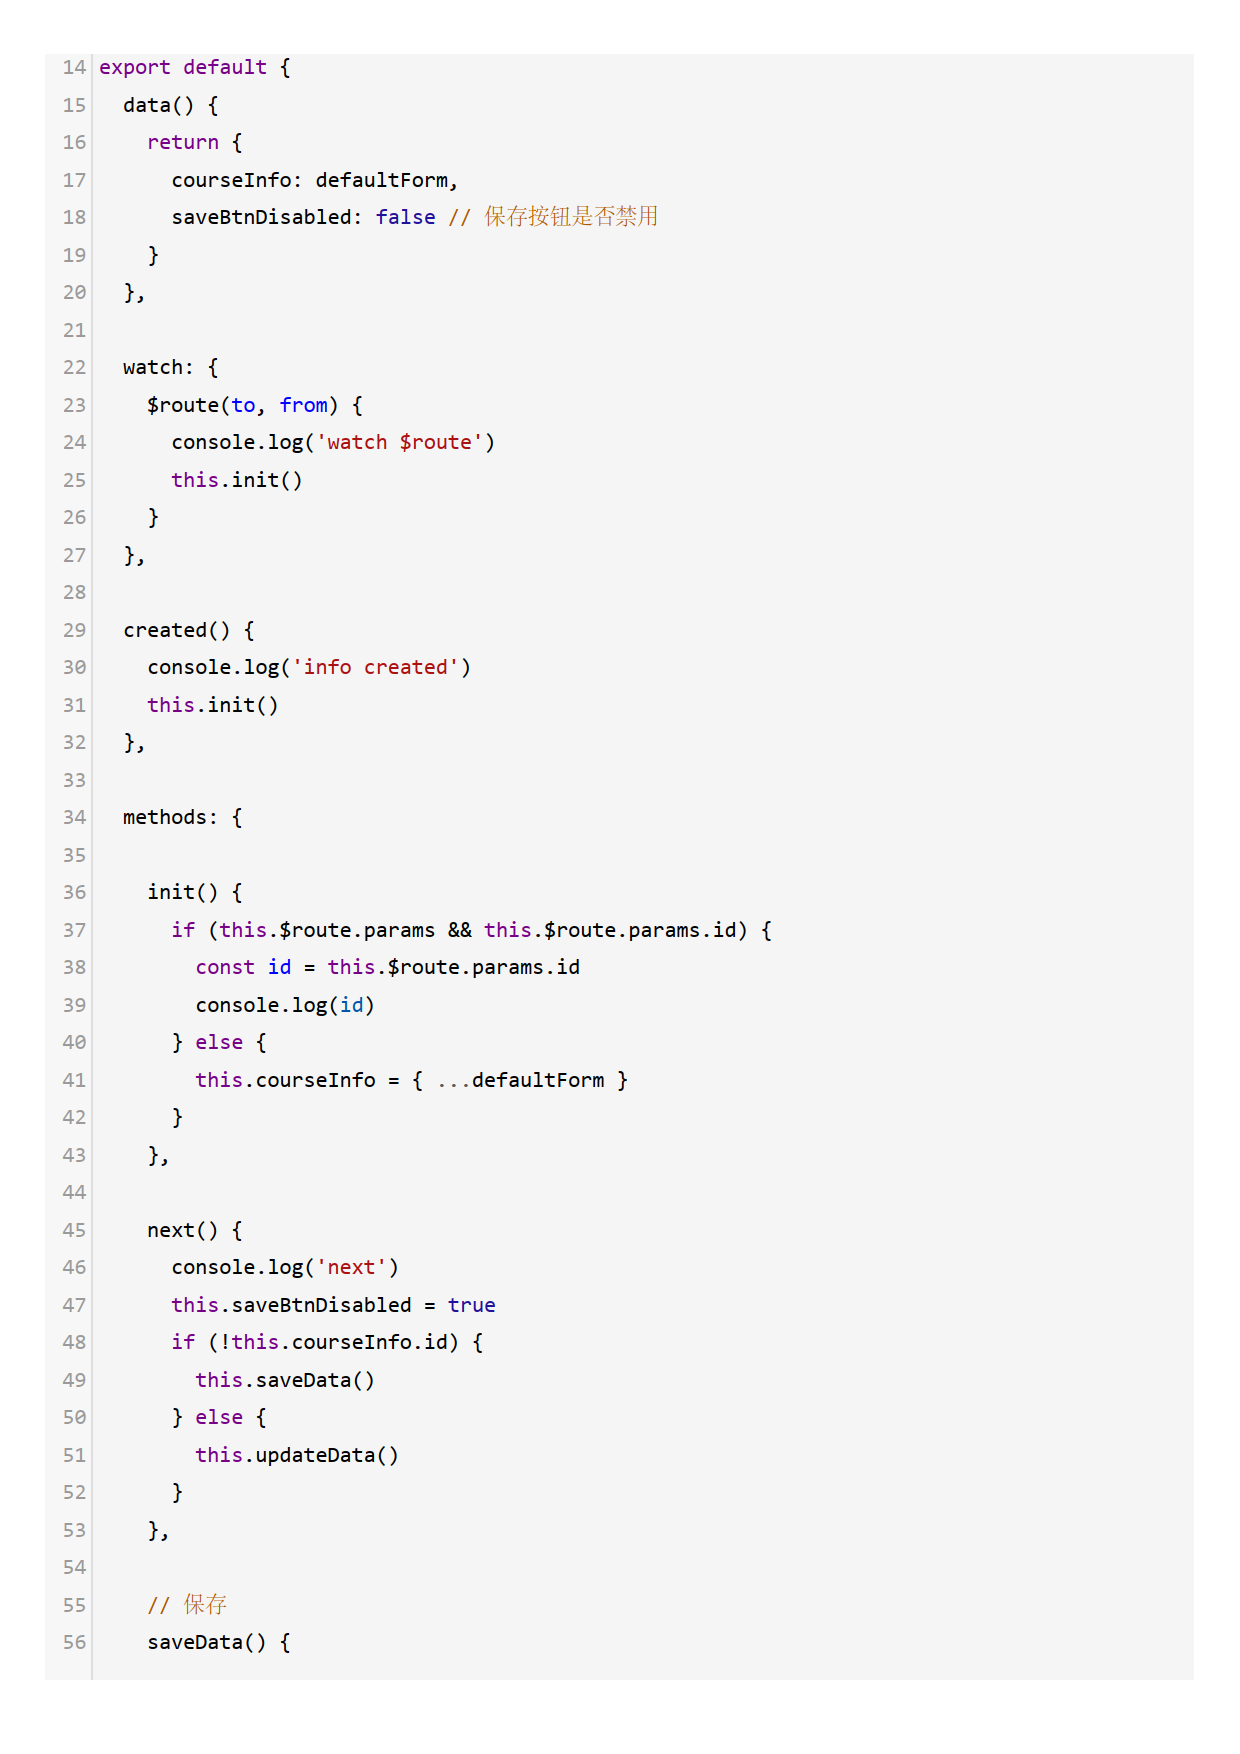 14 export default {
15   data() {
16     return {
17       courseInfo: defaultForm,
18       saveBtnDisabled: false // 保存按钮是否禁用
19     }
20   },
21
22   watch: {
23     $route(to, from) {
24       console.log('watch $route')
25       this.init()
26     }
27   },
28
29   created() {
30     console.log('info created')
31     this.init()
32   },
33
34   methods: {
35
36     init() {
37       if (this.$route.params && this.$route.params.id) {
38         const id = this.$route.params.id
39         console.log(id)
40       } else {
41         this.courseInfo = { ...defaultForm }
42       }
43     },
44
45     next() {
46       console.log('next')
47       this.saveBtnDisabled = true
48       if (!this.courseInfo.id) {
49         this.saveData()
50       } else {
51         this.updateData()
52       }
53     },
54
55     // 保存
56     saveData() {